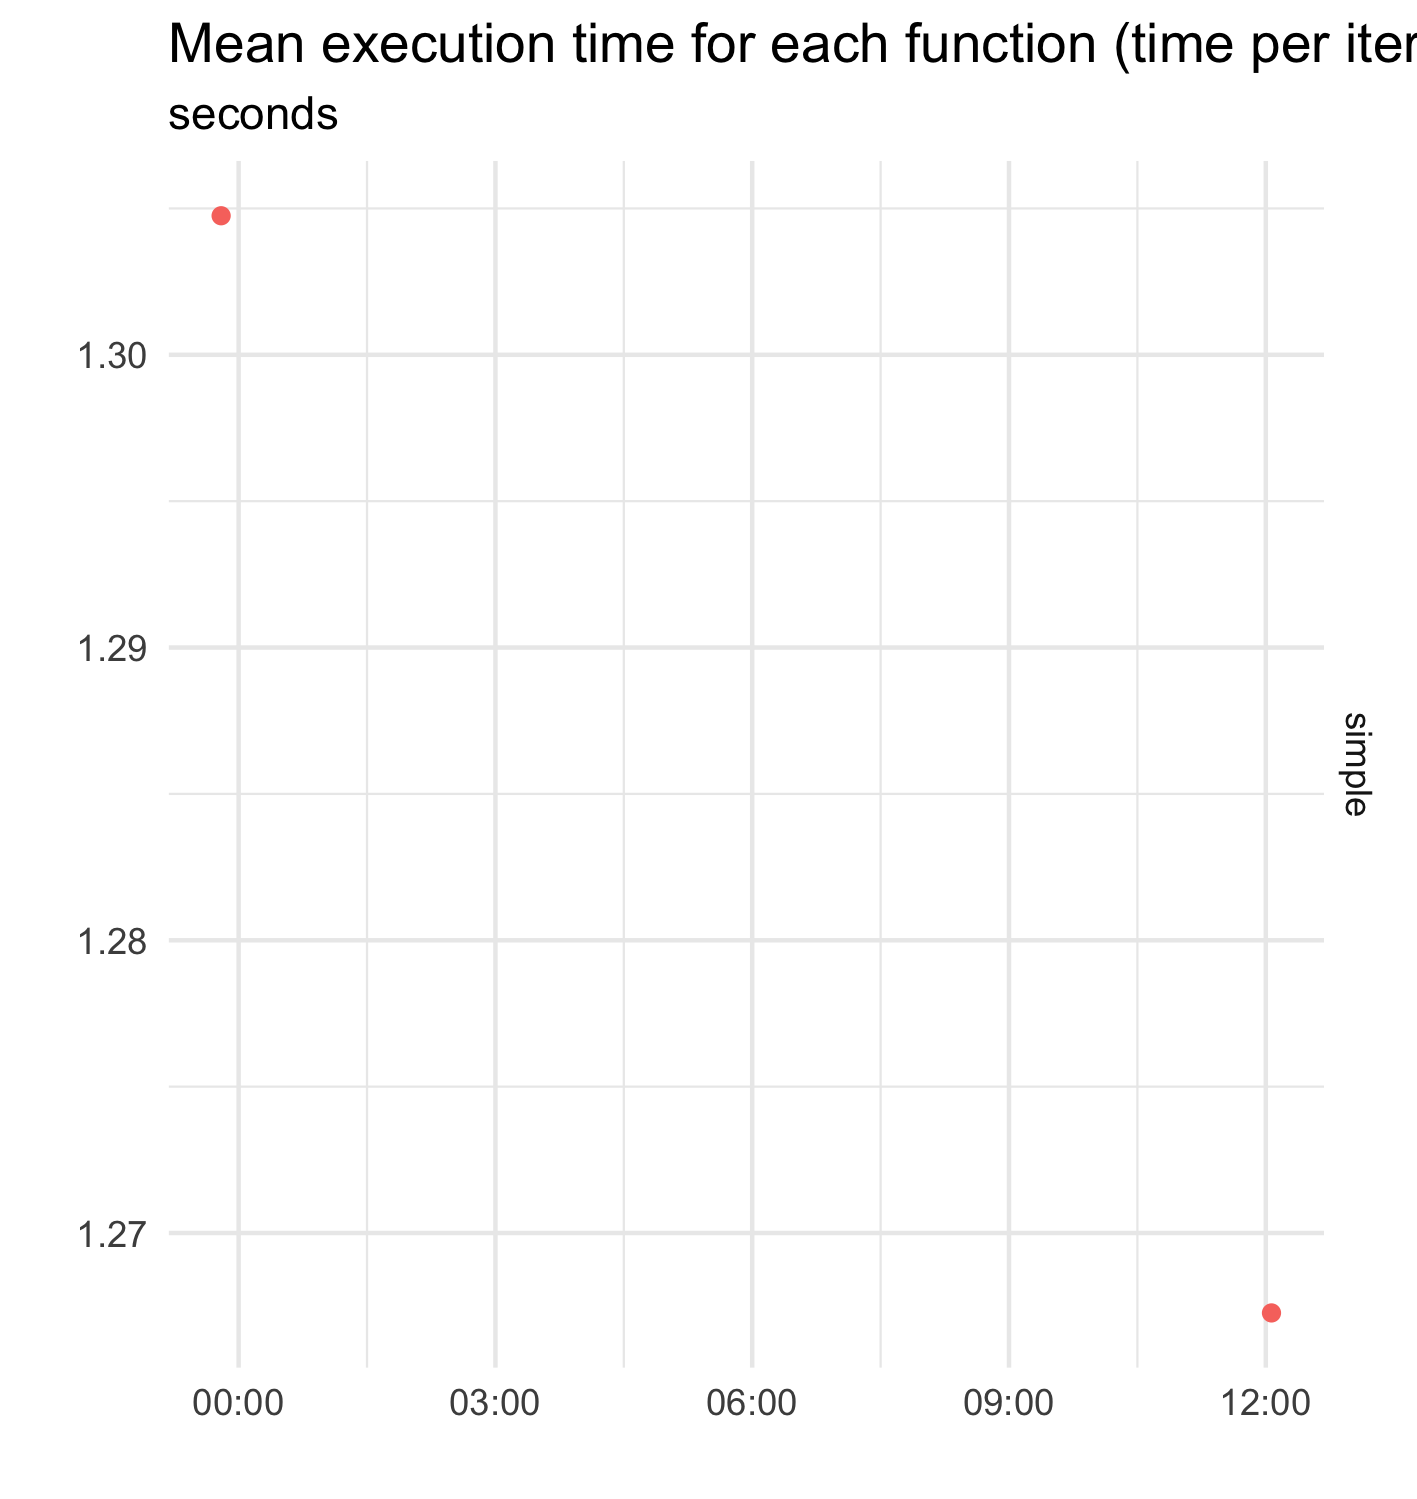 Mean execution time for each function (time per iter
seconds
1.30
1.29
simple
1.28
1.27
00:00 03:00 06:00 09:00 12:00